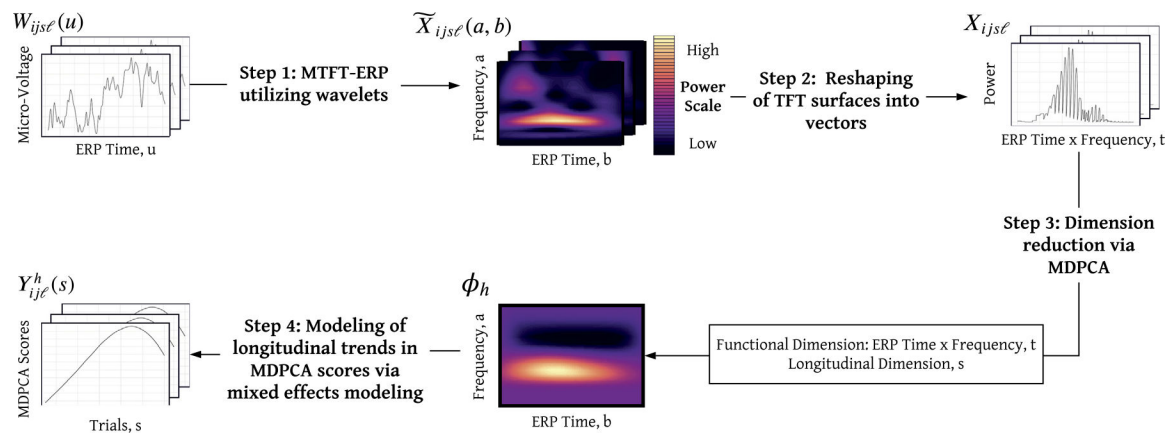 W_{ijsℓ}(u)
Micro-Voltage
ERP Time, u
Step 1: MTFT-ERP
utilizing wavelets
X̃_{ijsℓ}(a, b)
Frequency, a
ERP Time, b
High
Power
Scale
Low
Step 2: Reshaping
of TFT surfaces into
vectors
X_{ijsℓ}
Power
ERP Time x Frequency, t
Step 3: Dimension
reduction via
MDPCA
Functional Dimension: ERP Time x Frequency, t
Longitudinal Dimension, s
ϕ_h
Frequency, a
ERP Time, b
Step 4: Modeling of
longitudinal trends in
MDPCA scores via
mixed effects modeling
Y^h_{ijℓ}(s)
MDPCA Scores
Trials, s